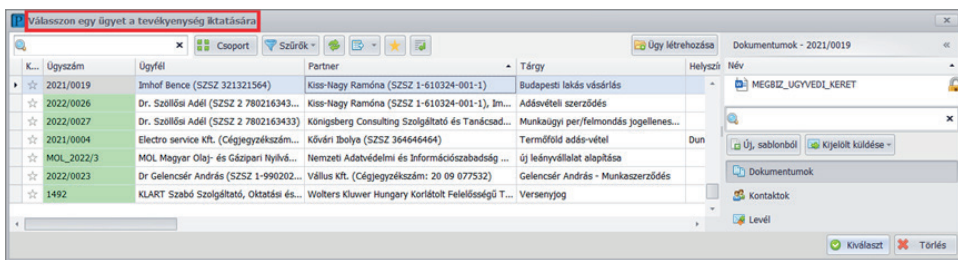 Válasszon egy ügyet a tevékenység iktatására
Csoport Szűrők Ügy létrehozása Dokumentumok - 2021/0019
K... Ügyszám Ügyfél Partner Tárgy Helyszín Név
2021/0019 Imhof Bence (SZSZ 321321564) Kiss-Nagy Ramóna (SZSZ 1-610324-001-1) Budapesti lakás vásárlás MEGBIZ_UGYVEDI_KERET
2022/0026 Dr. Szöllősi Adél (SZSZ 2 780216343... Kiss-Nagy Ramóna (SZSZ 1-610324-001-1), Im... Adásvételi szerződés
2022/0027 Dr. Szöllősi Adél (SZSZ 2 7802163433) Königsberg Consulting Szolgáltató és Tanácsad... Munkaügyi per/felmondás jogellenes...
2021/0004 Electro service Kft. (Cégjegyzékszám... Kővári Ibolya (SZSZ 364646464) Termőföld adás-vétel Dun Új, sablonból Kijelölt küldése
MOL_2022/3 MOL Magyar Olaj- és Gázipari Nyilvá... Nemzeti Adatvédelmi és Információszabadság ... új leányvállalat alapítása
2022/0023 Dr Gelencsér András (SZSZ 1-990202... Vállus Kft. (Cégjegyzékszám: 20 09 077532) Gelencsér András - Munkaszerződés Dokumentumok
1492 KLART Szabó Szolgáltató, Oktatási és... Wolters Kluwer Hungary Korlátolt Felelősségű T... Versenyjog Kontaktok
Levél
Kiválaszt Törlés